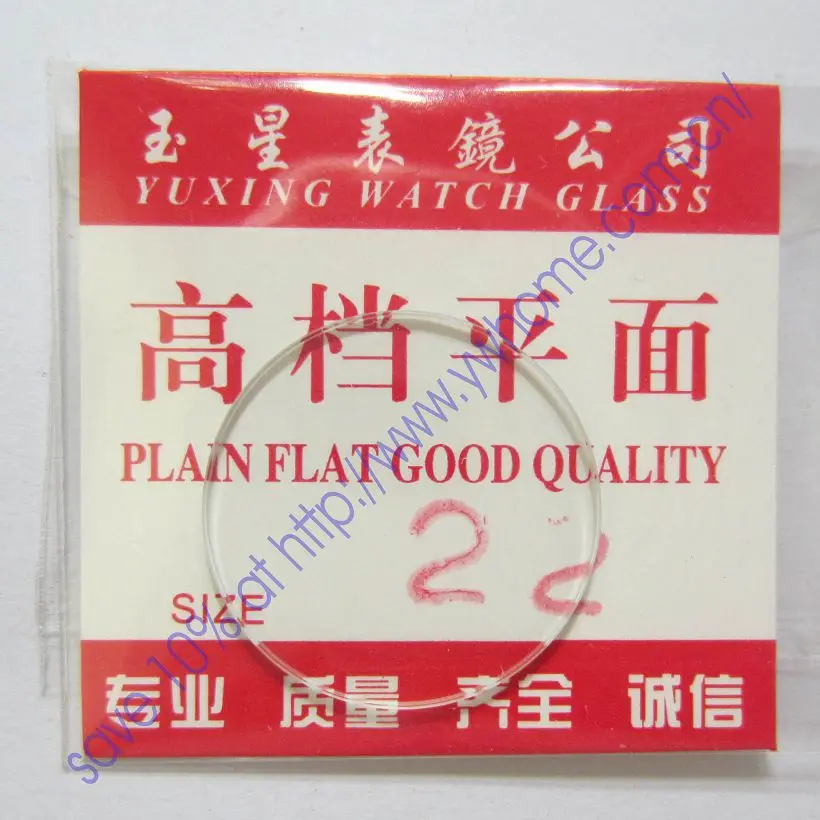 玉星表鏡公司
YUXING WATCH GLASS
高档平面
PLAIN FLAT GOOD QUALITY
22
SIZE
专业 质量 齐全 诚信
save 10% at http://www.ywhome.com.cn/